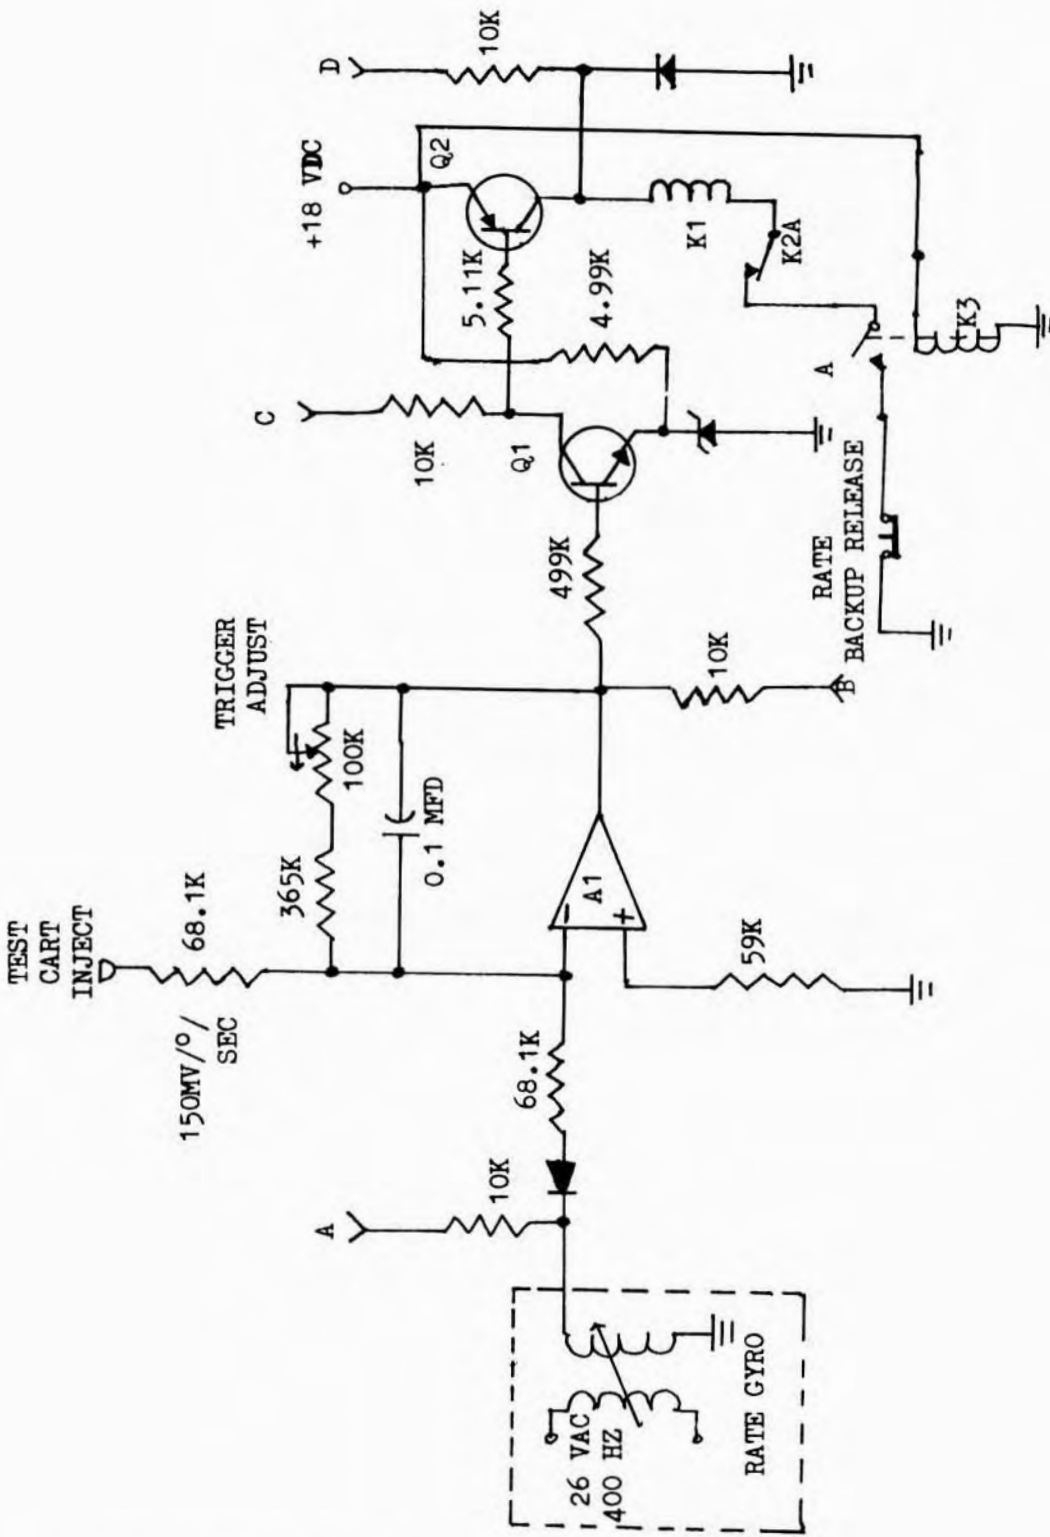 TEST
CART
INJECT
68.1K
150MV/°/
SEC
TRIGGER
ADJUST
365K
100K
0.1 MFD
A
10K
26 VAC
400 HZ
RATE GYRO
68.1K
A1
-
+
59K
499K
10K
B
C
10K
Q1
5.11K
4.99K
+18 VDC
Q2
D
10K
K1
K2A
A
K3
RATE
BACKUP RELEASE